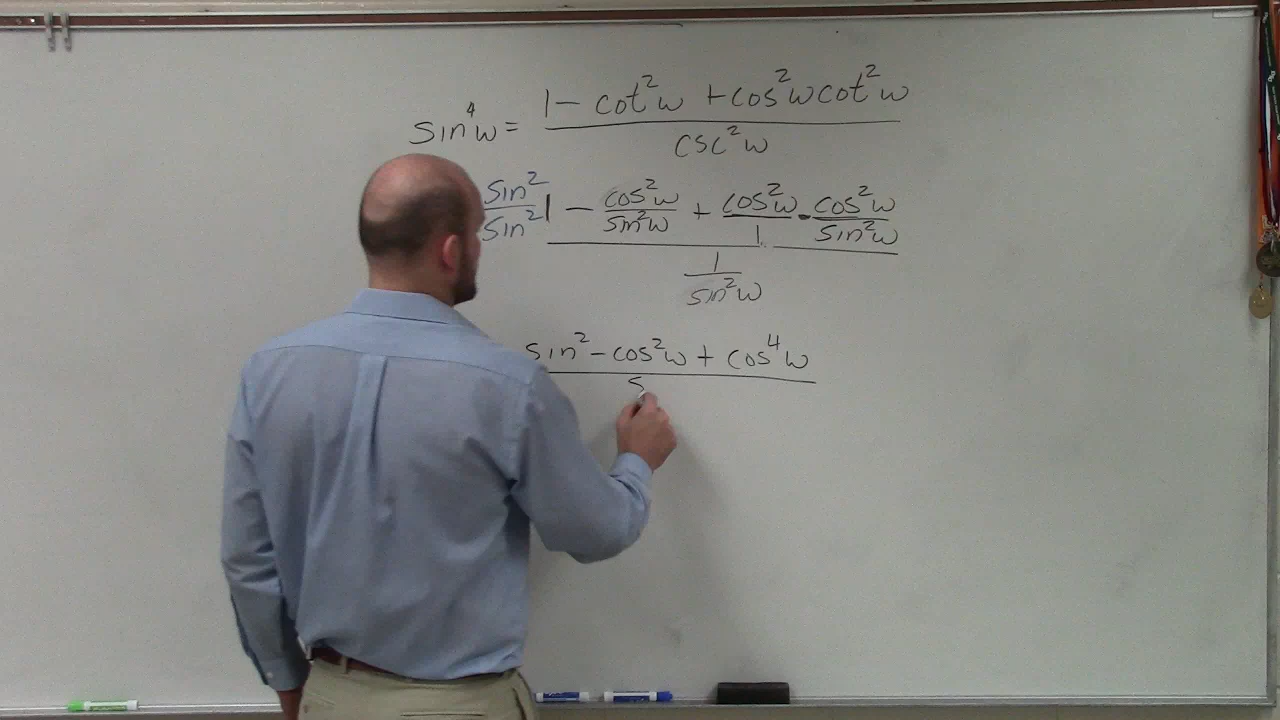 sin⁴w = (1 - cot²w + cos²w cot²w) / (csc²w)
sin²/sin² 1 - cos²w/sin²w + cos²w/1 · cos²w/sin²w
1/sin²w
sin² - cos²w + cos⁴w
s